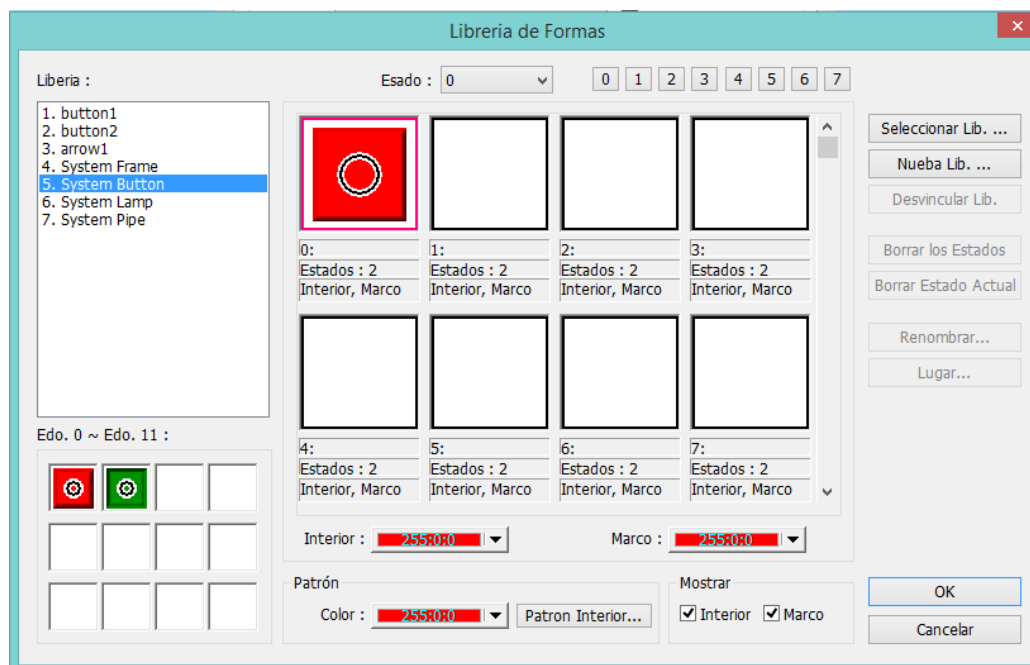 Libreria de Formas
Liberia :
Esado : 0
0 1 2 3 4 5 6 7
1. button1
2. button2
3. arrow1
4. System Frame
5. System Button
6. System Lamp
7. System Pipe
0:
Estados : 2
Interior, Marco
1:
Estados : 2
Interior, Marco
2:
Estados : 2
Interior, Marco
3:
Estados : 2
Interior, Marco
4:
Estados : 2
Interior, Marco
5:
Estados : 2
Interior, Marco
6:
Estados : 2
Interior, Marco
7:
Estados : 2
Interior, Marco
Seleccionar Lib. ...
Nueba Lib. ...
Desvincular Lib.
Borrar los Estados
Borrar Estado Actual
Renombrar...
Lugar...
Edo. 0 ~ Edo. 11 :
Interior : 255:0:0
Marco : 255:0:0
Patrón
Color : 255:0:0
Patron Interior...
Mostrar
Interior Marco
OK
Cancelar